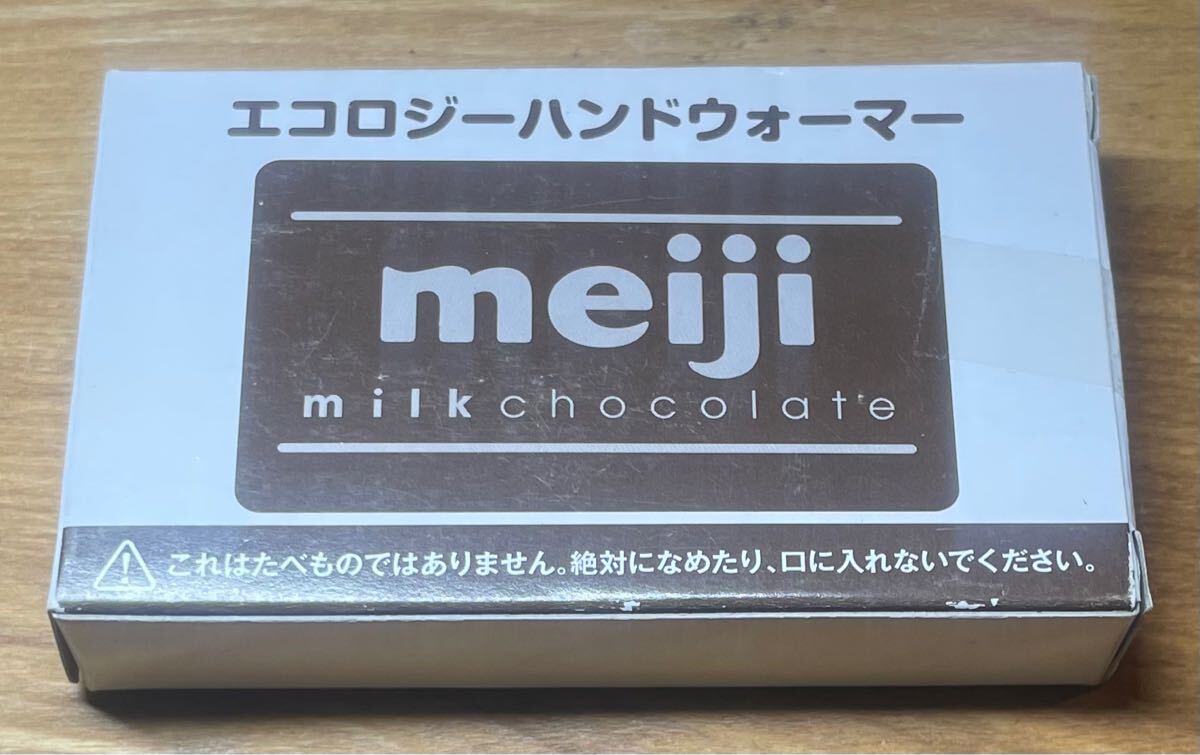 エコロジーハンドウォーマー
meiji
milk chocolate
これはたべものではありません。絶対になめたり、口に入れないでください。